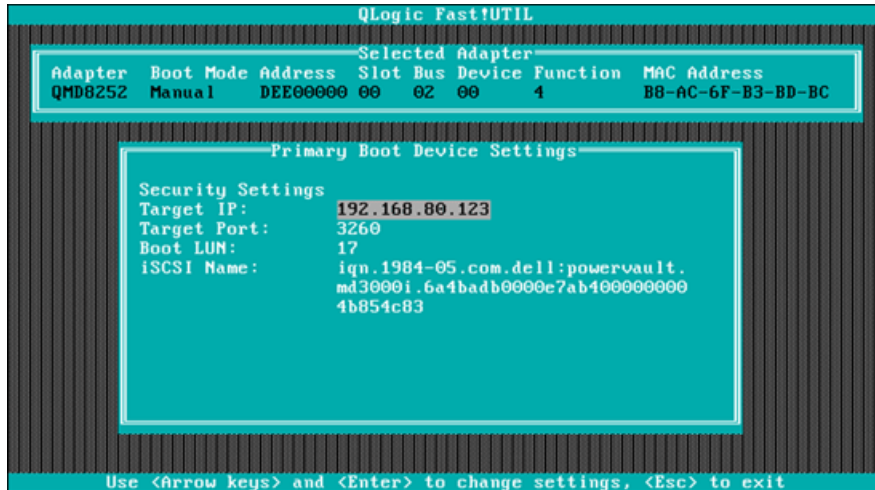 QLogic Fast!UTIL
Selected Adapter
Adapter Boot Mode Address Slot Bus Device Function MAC Address
QMD8252 Manual DEE00000 00 02 00 4 B8-AC-6F-B3-BD-BC
Primary Boot Device Settings
Security Settings
Target IP: 192.168.80.123
Target Port: 3260
Boot LUN: 17
iSCSI Name: iqn.1984-05.com.dell:powervault.
md3000i.6a4badb0000e7ab400000000
4b854c83
Use <Arrow keys> and <Enter> to change settings, <Esc> to exit